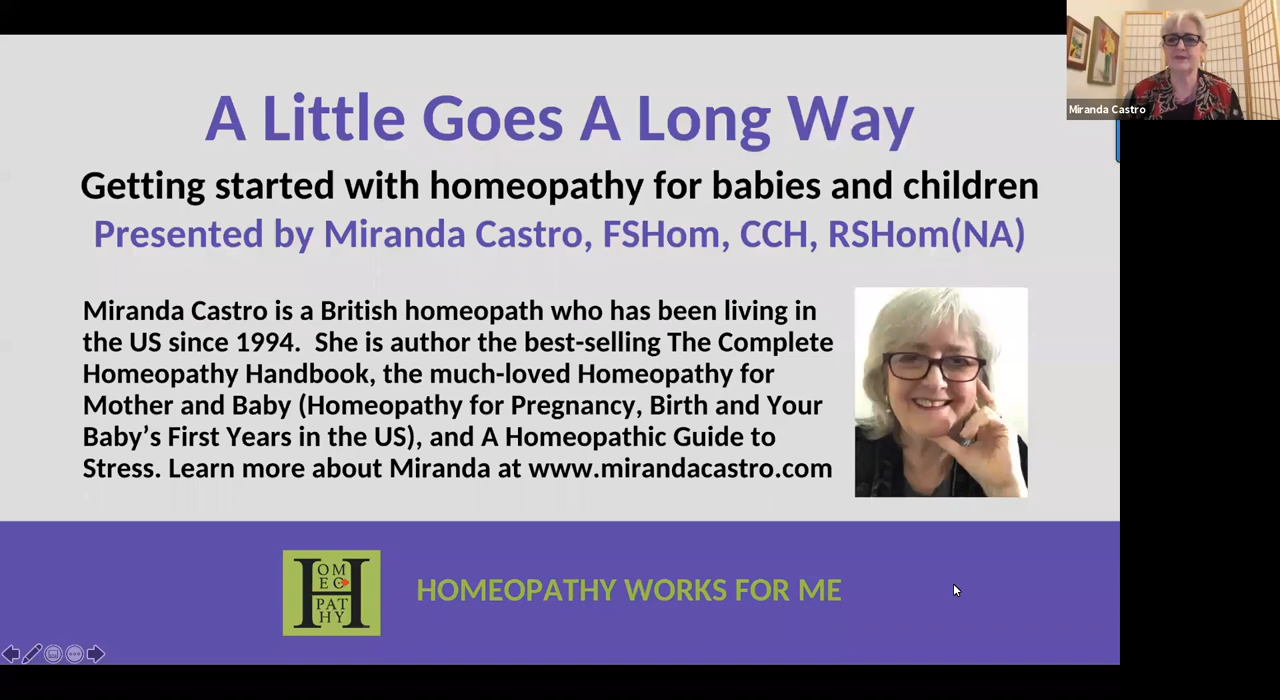 Miranda Castro
A Little Goes A Long Way
Getting started with homeopathy for babies and children
Presented by Miranda Castro, FSHom, CCH, RSHom(NA)
Miranda Castro is a British homeopath who has been living in
the US since 1994.  She is author the best-selling The Complete
Homeopathy Handbook, the much-loved Homeopathy for
Mother and Baby (Homeopathy for Pregnancy, Birth and Your
Baby’s First Years in the US), and A Homeopathic Guide to
Stress. Learn more about Miranda at www.mirandacastro.com
H
OM
EO
PAT
HY
HOMEOPATHY WORKS FOR ME